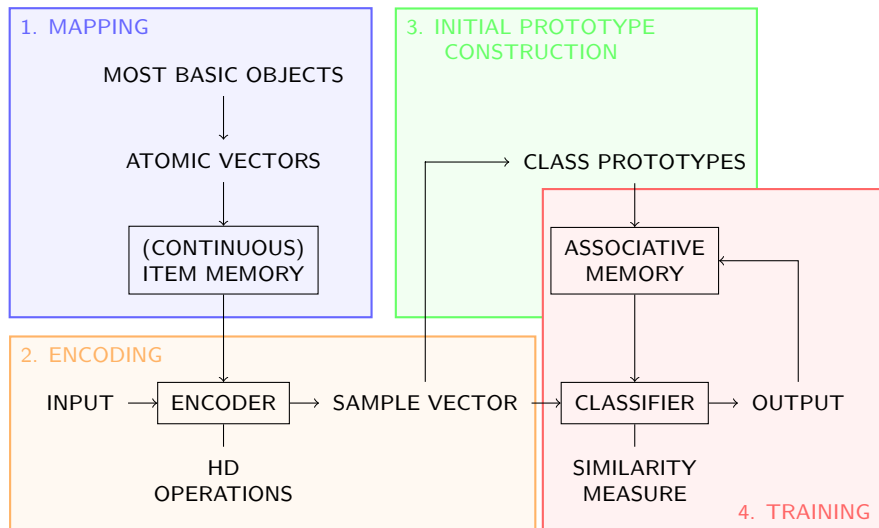 1. MAPPING
MOST BASIC OBJECTS
ATOMIC VECTORS
(CONTINUOUS)
ITEM MEMORY
3. INITIAL PROTOTYPE
CONSTRUCTION
CLASS PROTOTYPES
ASSOCIATIVE
MEMORY
2. ENCODING
INPUT
ENCODER
SAMPLE VECTOR
HD
OPERATIONS
CLASSIFIER
OUTPUT
SIMILARITY
MEASURE
4. TRAINING